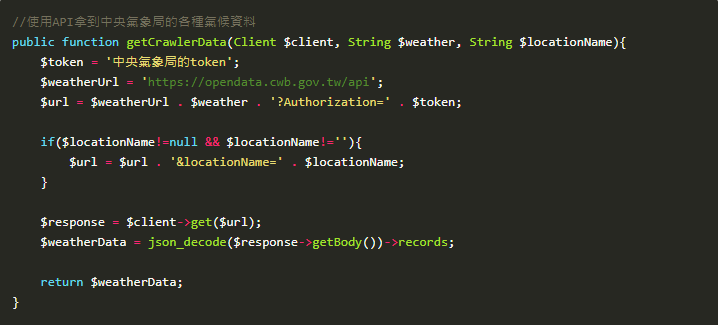 //使用API拿到中央氣象局的各種氣候資料
public function getCrawlerData(Client $client, String $weather, String $locationName){
    $token = '中央氣象局的token';
    $weatherUrl = 'https://opendata.cwb.gov.tw/api';
    $url = $weatherUrl . $weather . '?Authorization=' . $token;

    if($locationName!=null && $locationName!=''){
        $url = $url . '&locationName=' . $locationName;
    }

    $response = $client->get($url);
    $weatherData = json_decode($response->getBody())->records;

    return $weatherData;
}